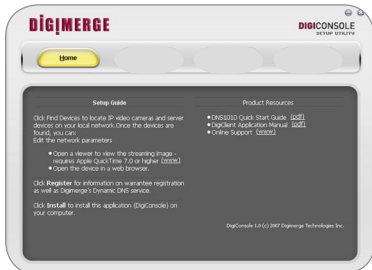 DIGIMERGE
DIGICONSOLE
SETUP UTILITY
Home
Setup Guide
Click Find Devices to locate IP video cameras and server
devices on your local network.Once the devices are
found, you can:
Edit the network parameters
● Open a viewer to view the streaming image -
requires Apple QuickTime 7.0 or higher (www)
● Open the device in a web browser.
Click Register for information on warrantee registration
as well as Digimerge's Dynamic DNS service.
Click Install to install this application (DigiConsole) on
your computer.
Product Resources
● DNS1010 Quick Start Guide (pdf)
● DigiClient Application Manual (pdf)
● Online Support (www)
DigiConsole 1.0 (c) 2007 Digimerge Technologies Inc.